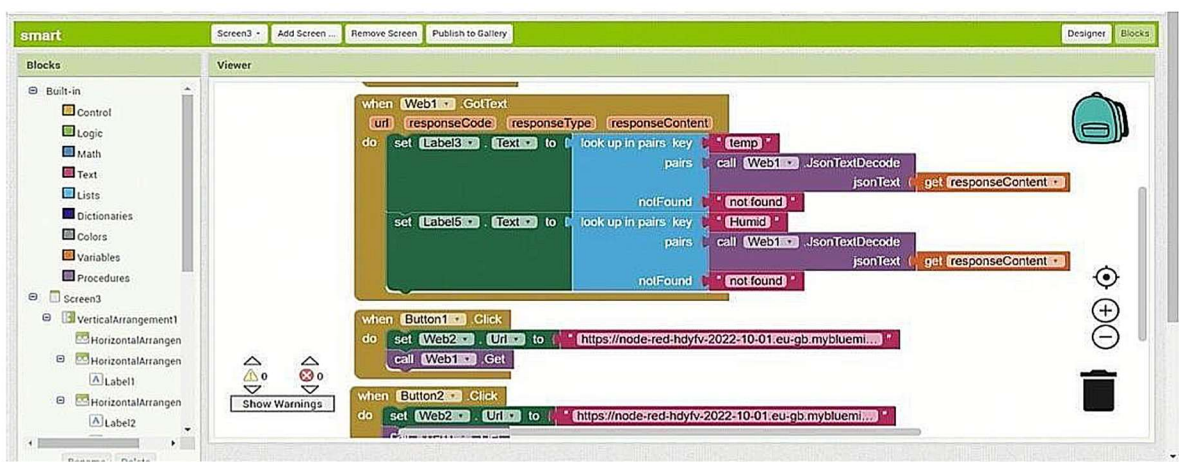 smart Screen3 Add Screen ... Remove Screen Publish to Gallery Designer Blocks
Blocks
Viewer
Built-in
Control
Logic
Math
Text
Lists
Dictionaries
Colors
Variables
Procedures
Screen3
VerticalArrangement1
HorizontalArrangen
HorizontalArrangen
Label1
HorizontalArrangen
Label2
Rename Delete
when Web1 .GotText
url responseCode responseType responseContent
do set Label3 . Text to look up in pairs key " temp "
pairs call Web1 .JsonTextDecode
jsonText get responseContent
notFound " not found "
set Label5 . Text to look up in pairs key " Humid "
pairs call Web1 .JsonTextDecode
jsonText get responseContent
notFound " not found "
when Button1 .Click
do set Web2 . Url to " https://node-red-hdyfv-2022-10-01.eu-gb.mybluemi... "
call Web1 .Get
when Button2 .Click
do set Web2 . Url to " https://node-red-hdyfv-2022-10-01.eu-gb.mybluemi... "
0 0
Show Warnings